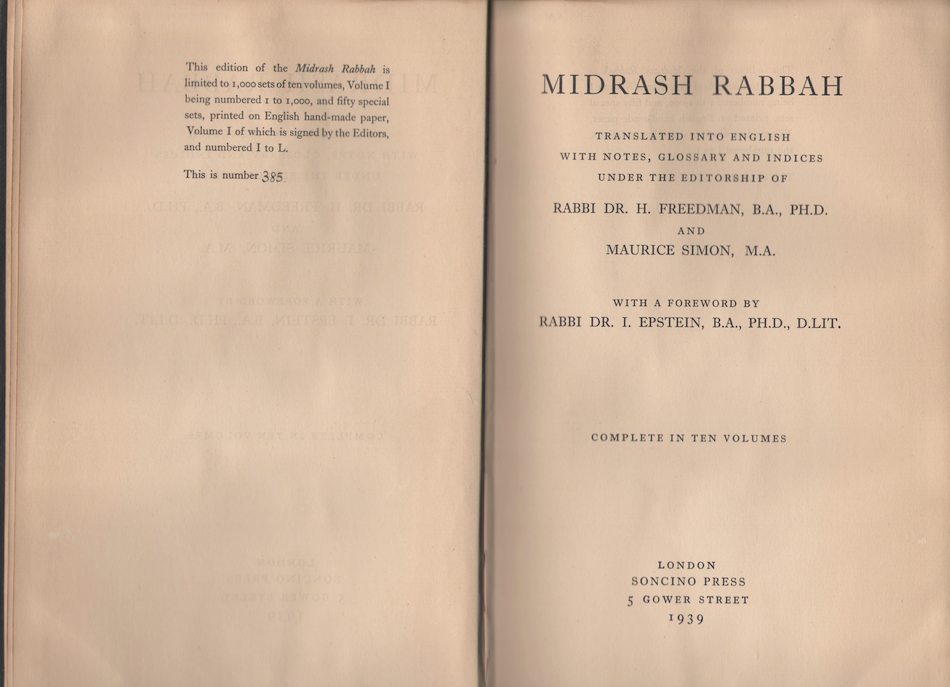 This edition of the Midrash Rabbah is
limited to 1,000 sets of ten volumes, Volume I
being numbered 1 to 1,000, and fifty special
sets, printed on English hand-made paper,
Volume I of which is signed by the Editors,
and numbered I to L.
This is number 385.
MIDRASH RABBAH
TRANSLATED INTO ENGLISH
WITH NOTES, GLOSSARY AND INDICES
UNDER THE EDITORSHIP OF
RABBI DR. H. FREEDMAN, B.A., PH.D.
AND
MAURICE SIMON, M.A.
WITH A FOREWORD BY
RABBI DR. I. EPSTEIN, B.A., PH.D., D.LIT.
COMPLETE IN TEN VOLUMES
LONDON
SONCINO PRESS
5 GOWER STREET
1939